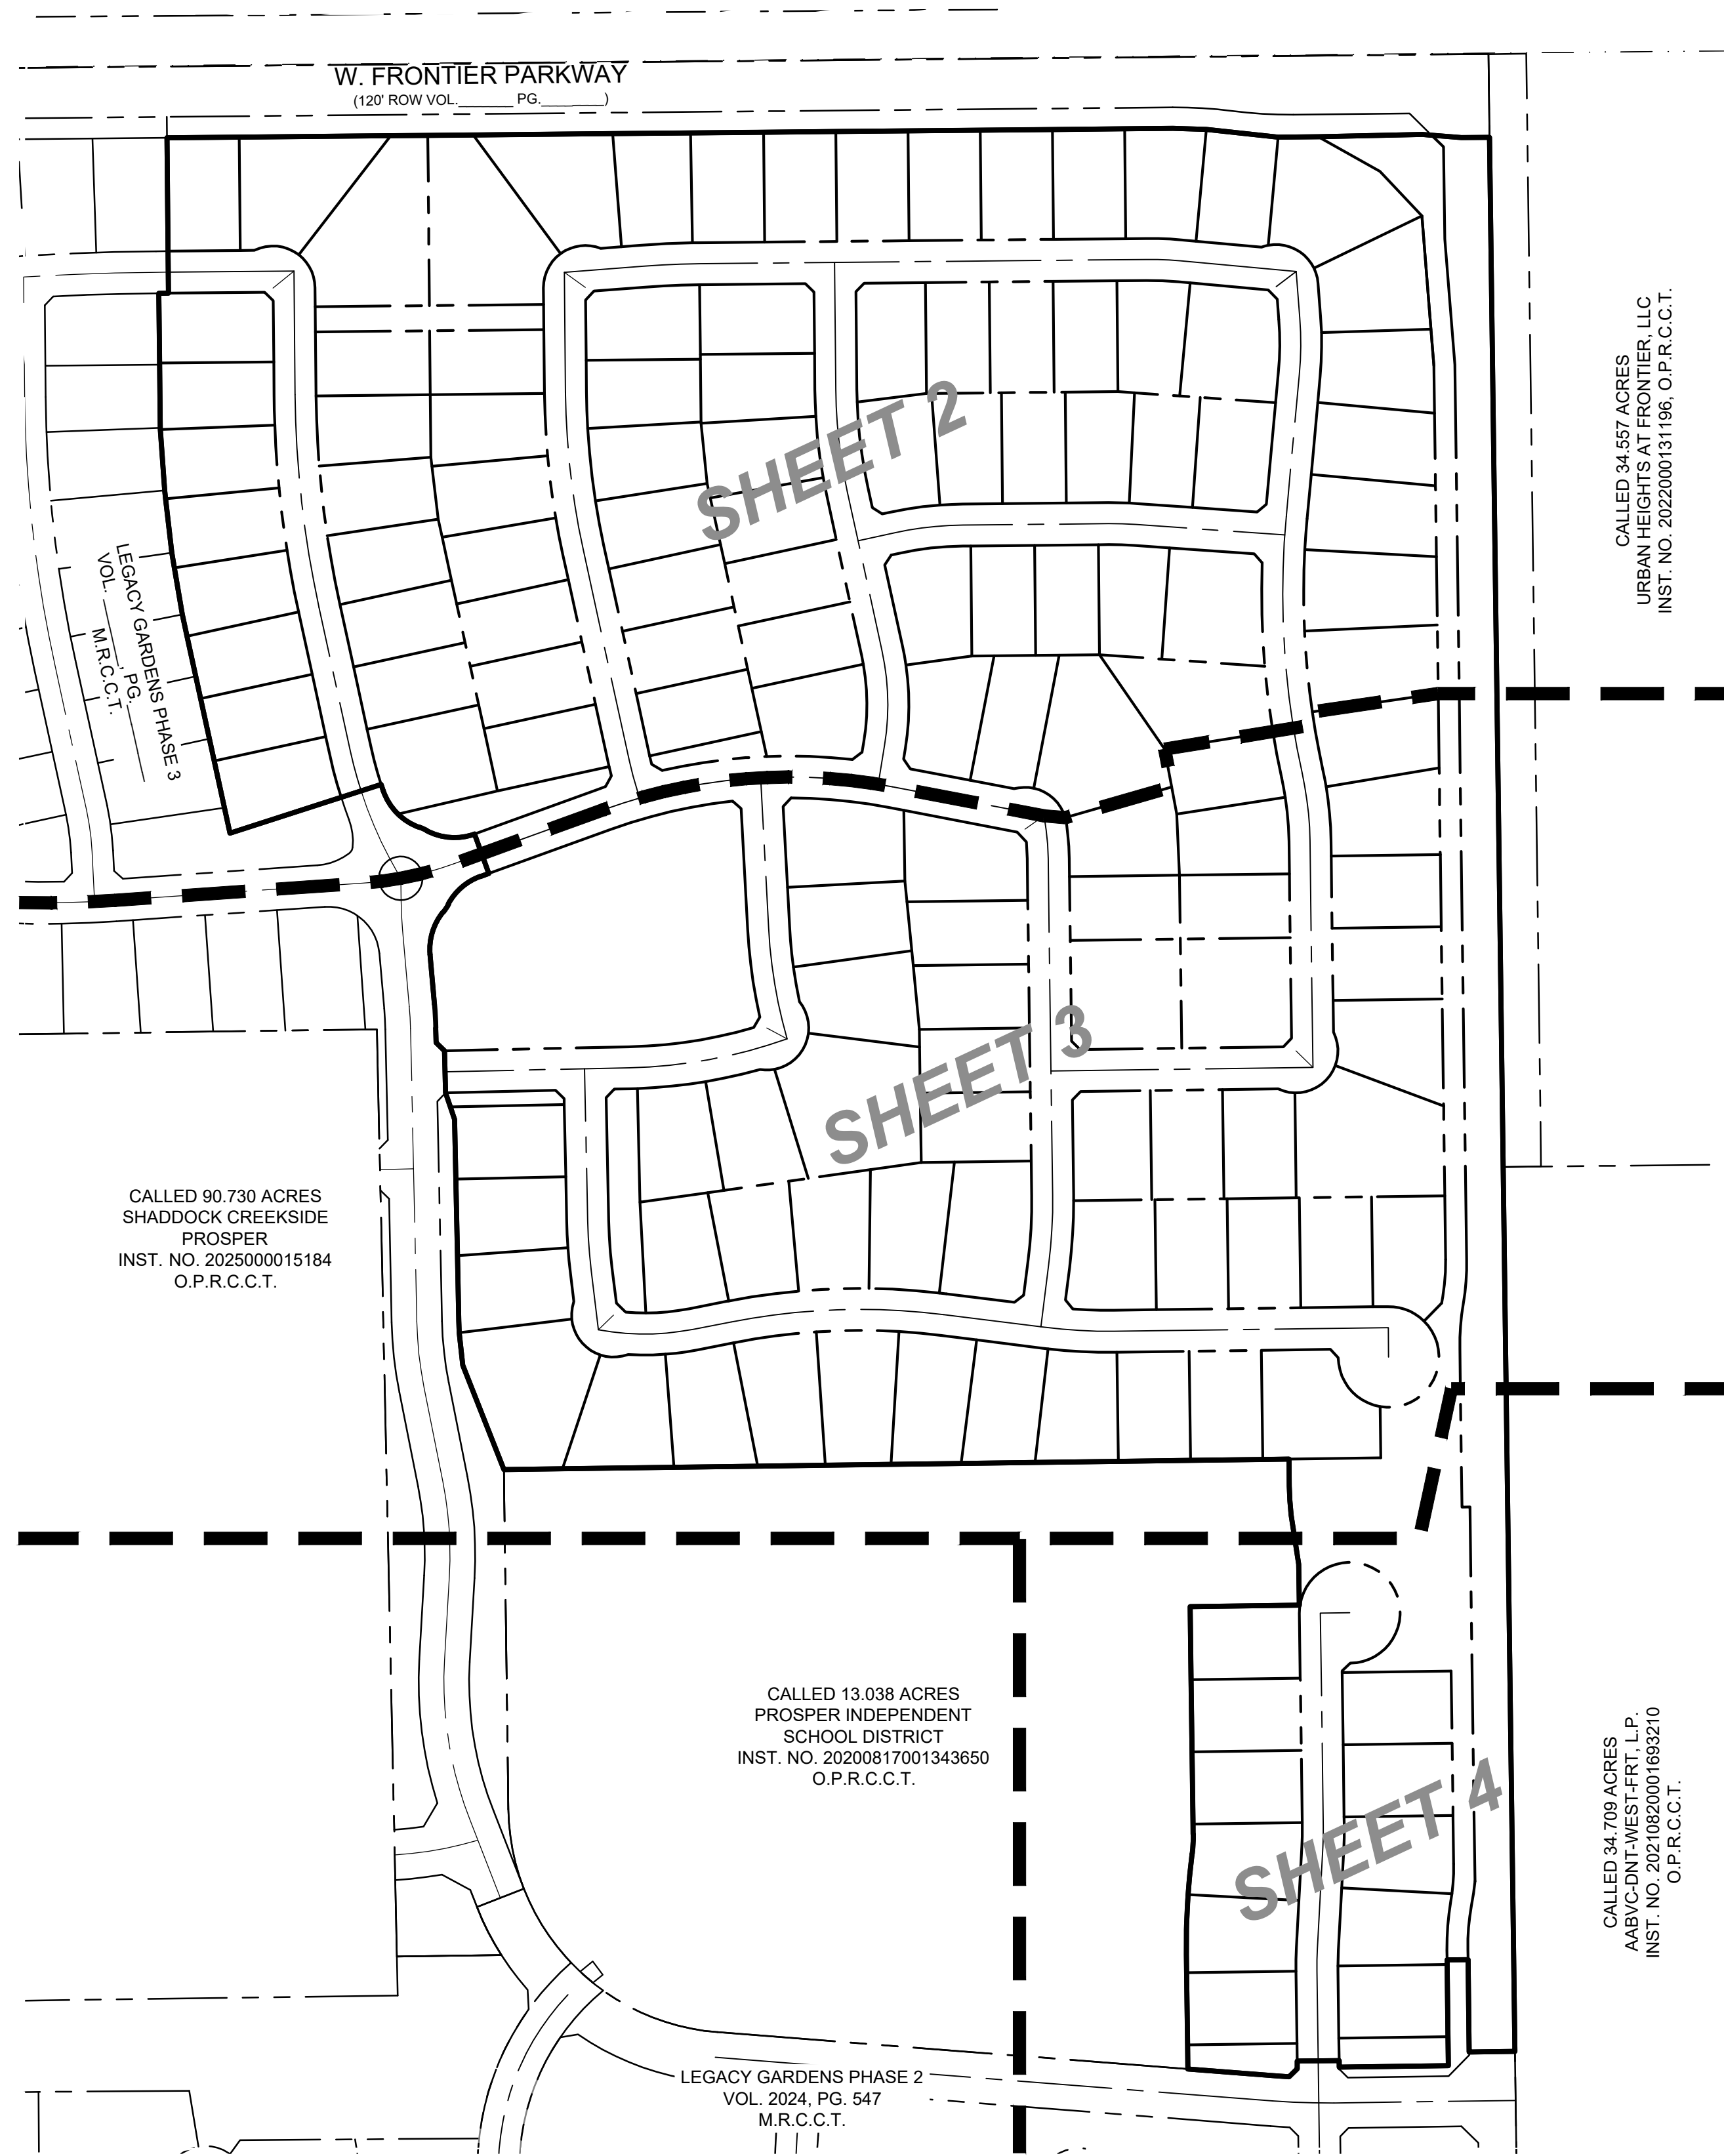 W. FRONTIER PARKWAY
(120' ROW VOL.________ PG._________)
CALLED 34.557 ACRES
URBAN HEIGHTS AT FRONTIER, LLC
INST. NO. 2022000131196, O.P.R.C.C.T.
SHEET 2
LEGACY GARDENS PHASE 3
VOL. ________, PG.
M.R.C.C.T.
SHEET 3
CALLED 90.730 ACRES
SHADDOCK CREEKSIDE
PROSPER
INST. NO. 2025000015184
O.P.R.C.C.T.
CALLED 13.038 ACRES
PROSPER INDEPENDENT
SCHOOL DISTRICT
INST. NO. 20200817001343650
O.P.R.C.C.T.
SHEET 4
CALLED 34.709 ACRES
AABVC-DNT-WEST-FRT, L.P.
INST. NO. 20210820001693210
O.P.R.C.C.T.
LEGACY GARDENS PHASE 2
VOL. 2024, PG. 547
M.R.C.C.T.